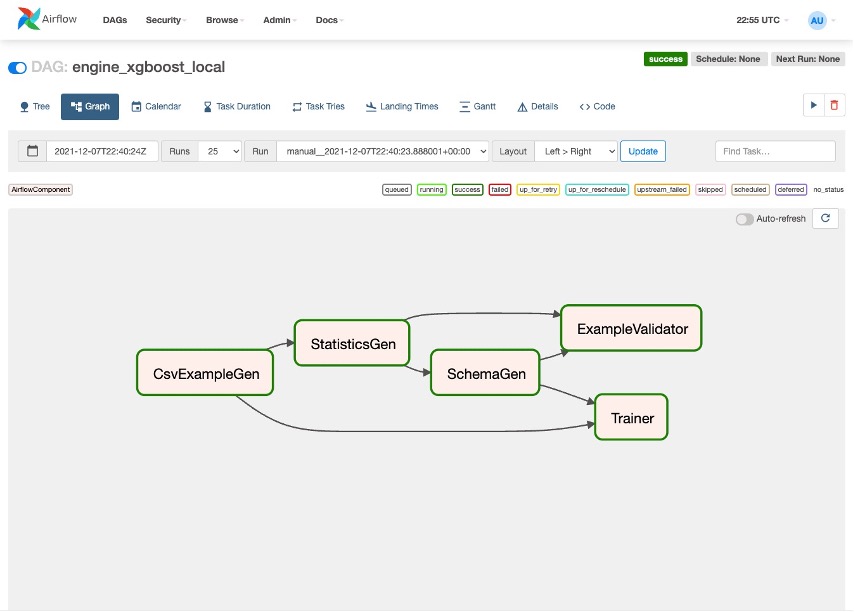 Airflow DAGs Security Browse Admin Docs 22:55 UTC AU
DAG: engine_xgboost_local success Schedule: None Next Run: None
Tree Graph Calendar Task Duration Task Tries Landing Times Gantt Details Code
2021-12-07T22:40:24Z Runs 25 Run manual__2021-12-07T22:40:23.888001+00:00 Layout Left > Right Update Find Task...
AirflowComponent queued running success failed up_for_retry up_for_reschedule upstream_failed skipped scheduled deferred no_status
Auto-refresh
StatisticsGen
ExampleValidator
CsvExampleGen
SchemaGen
Trainer